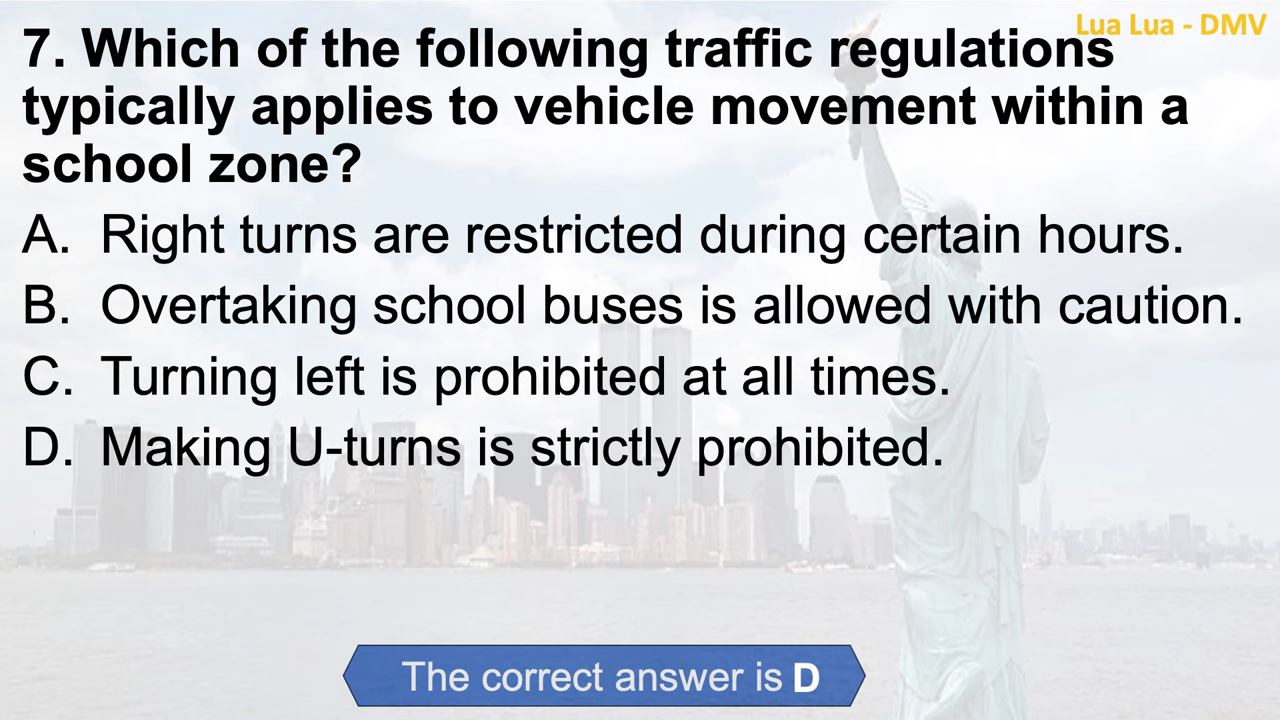 Lua Lua - DMV
7. Which of the following traffic regulations
typically applies to vehicle movement within a
school zone?
A. Right turns are restricted during certain hours.
B. Overtaking school buses is allowed with caution.
C. Turning left is prohibited at all times.
D. Making U-turns is strictly prohibited.
The correct answer is D